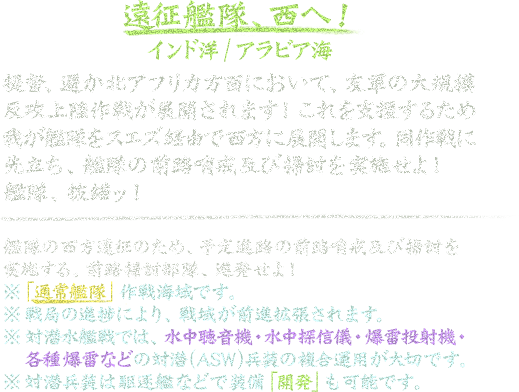 遠征艦隊、西へ！
インド洋 / アラビア海
提督、遥か北アフリカ方面において、友軍の大規模
反攻上陸作戦が展開されます！これを支援するため
我が艦隊をスエズ経由で西方に展開します。同作戦に
先立ち、艦隊の前路哨戒及び掃討を実施せよ！
艦隊、抜錨ッ！
艦隊の西方遠征のため、予定進路の前路哨戒及び掃討を
実施する。前路掃討部隊、進発せよ！
※「通常艦隊」作戦海域です。
※ 戦局の進捗により、戦域が前進拡張されます。
※ 対潜水艦戦では、水中聴音機・水中探信儀・爆雷投射機・
各種爆雷などの対潜(ASW)兵装の複合運用が大切です。
※ 対潜兵装は駆逐艦などで装備「開発」も可能です。